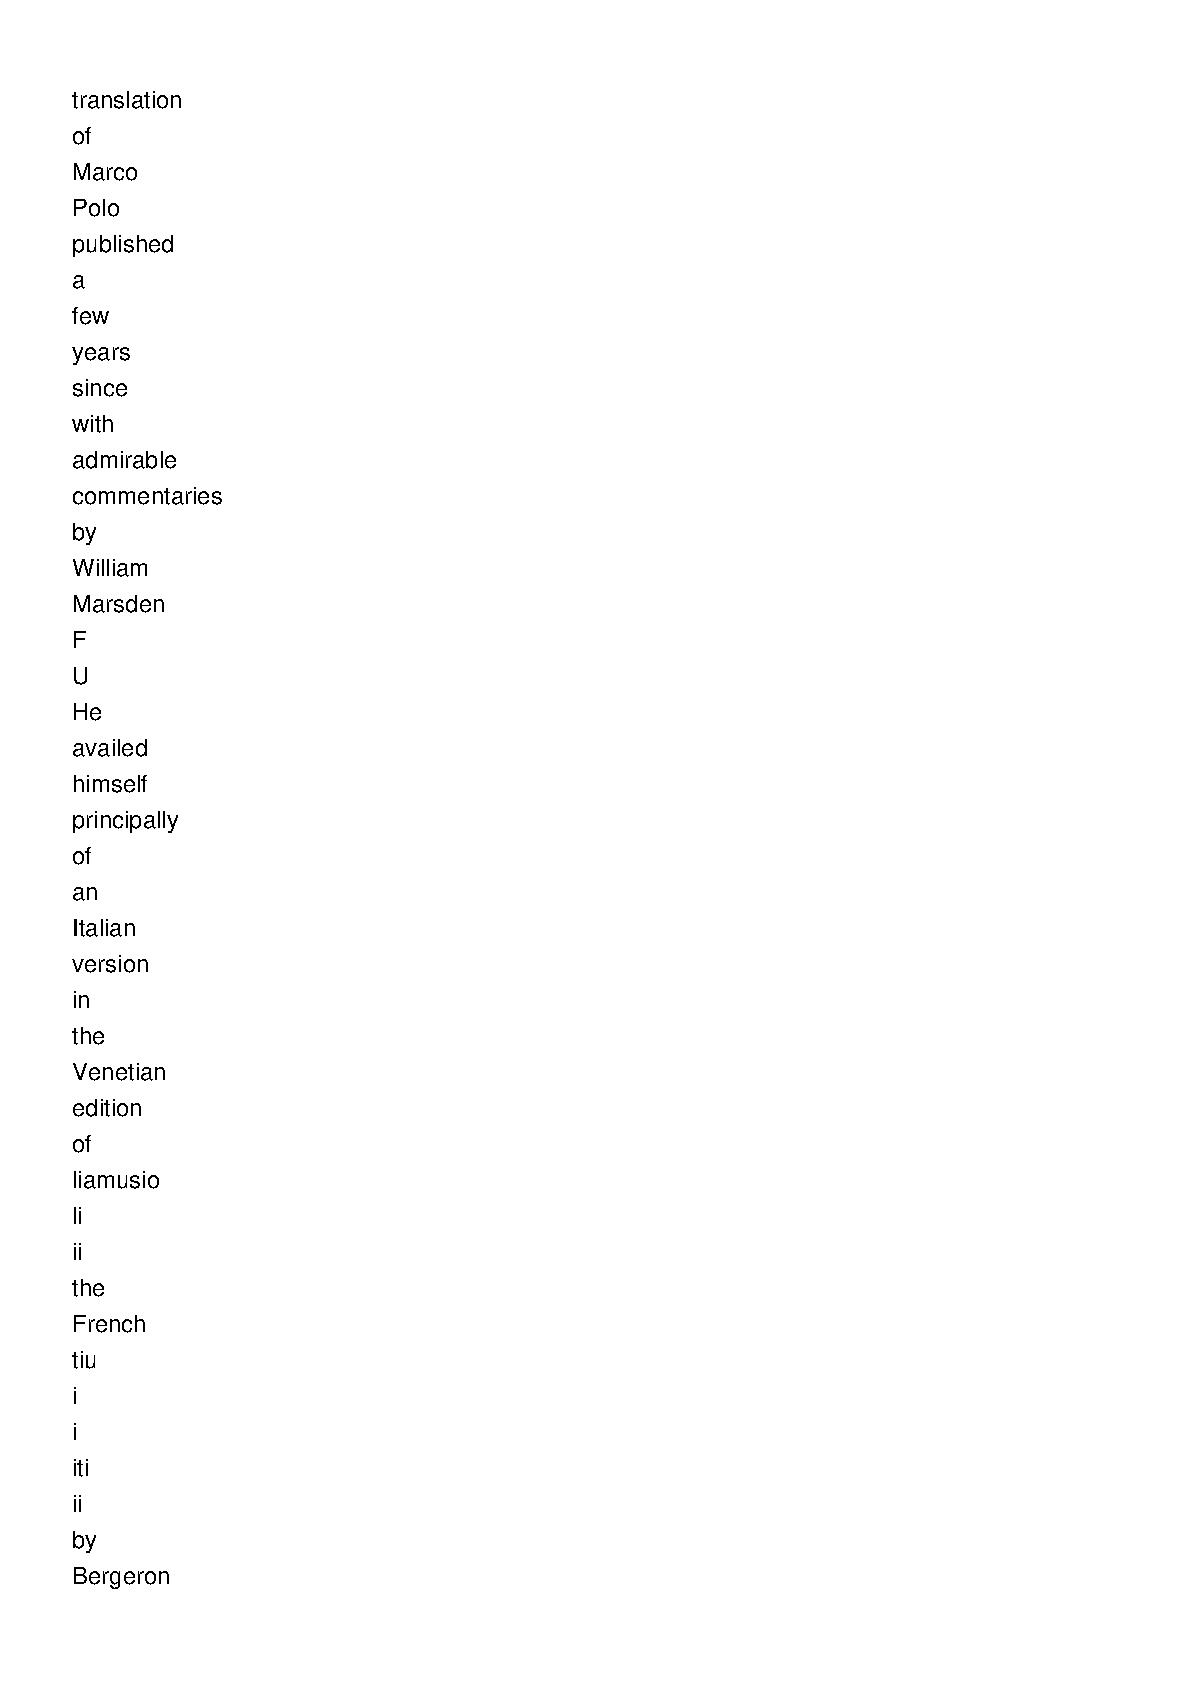 translation
of
Marco
Polo
published
a
few
years
since
with
admirable
commentaries
by
William
Marsden
F
U
He
availed
himself
principally
of
an
Italian
version
in
the
Venetian
edition
of
liamusio
li
ii
the
French
tiu
i
i
iti
ii
by
Bergeron